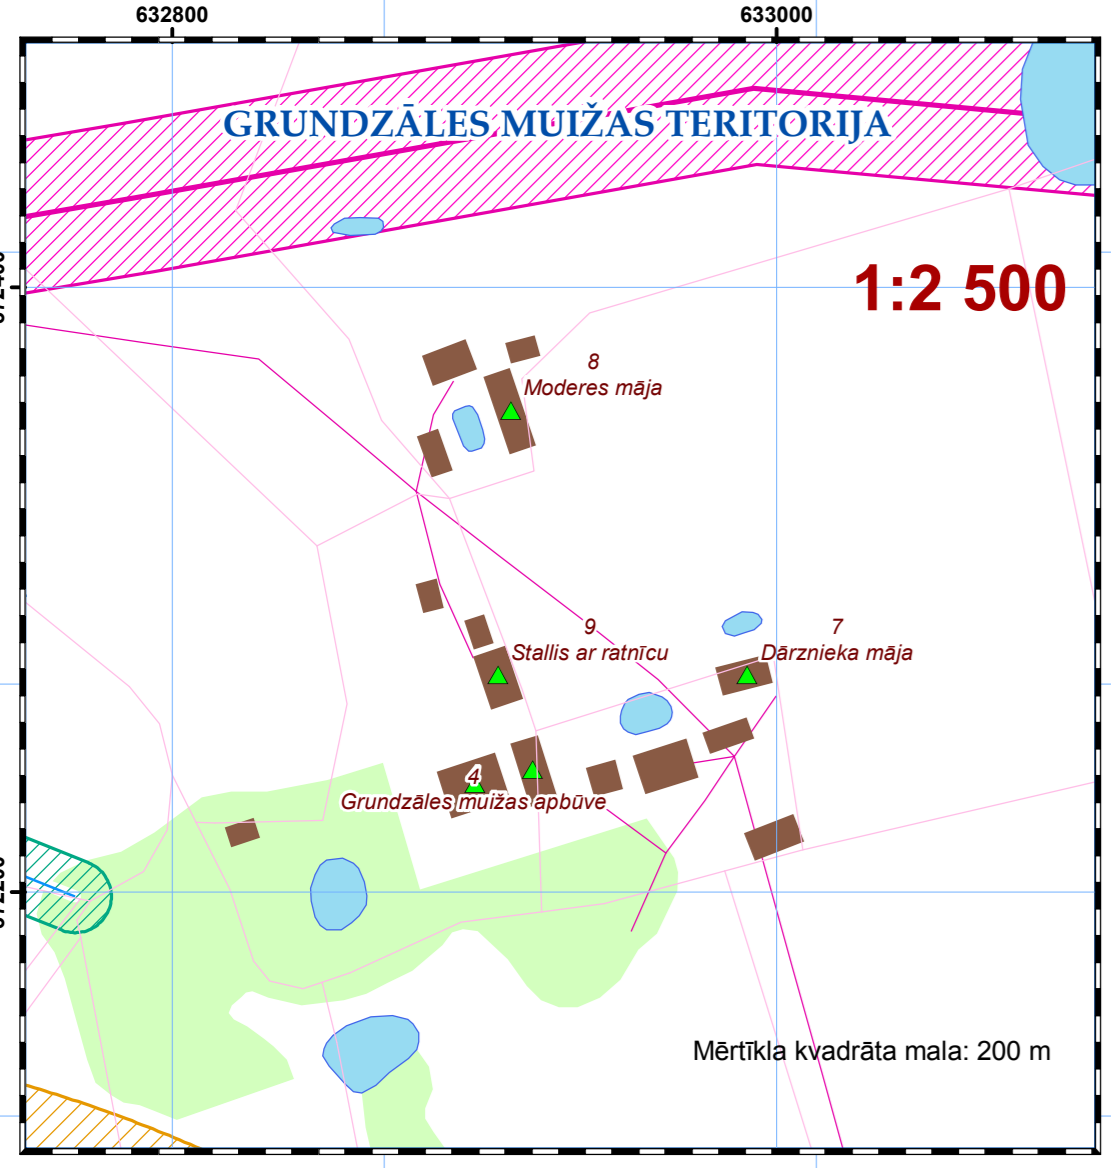 632800
633000
GRUNDZĀLES MUIŽAS TERITORIJA
1:2 500
8
Moderes māja
9
Stallis ar ratnīcu
7
Dārznieka māja
4
Grundzāles muižas apbūve
Mērtīkla kvadrāta mala: 200 m